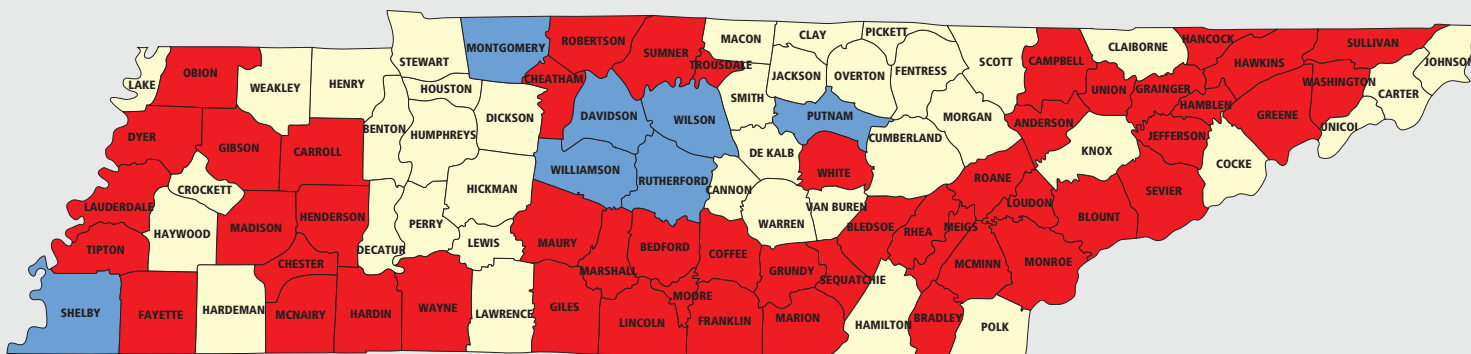 MONTGOMERY
ROBERTSON
SUMNER
MACON
CLAY
PICKETT
STEWART
TROUSDALE
JACKSON
OVERTON
FENTRESS
SCOTT
CAMPBELL
CLAIBORNE
HANCOCK
HAWKINS
SULLIVAN
JOHNSON
LAKE
OBION
WEAKLEY
HENRY
HOUSTON
CHEATHAM
SMITH
UNION
GRAINGER
HAMBLEN
WASHINGTON
CARTER
DYER
GIBSON
CARROLL
BENTON
HUMPHREYS
DICKSON
DAVIDSON
WILSON
PUTNAM
CUMBERLAND
MORGAN
ANDERSON
KNOX
JEFFERSON
GREENE
UNICOI
COCKE
CROCKETT
DE KALB
WHITE
WILLIAMSON
RUTHERFORD
CANNON
HICKMAN
ROANE
LOUDON
SEVIER
LAUDERDALE
HAYWOOD
MADISON
HENDERSON
DECATUR
PERRY
LEWIS
MAURY
BEDFORD
COFFEE
WARREN
VAN BUREN
BLEDSOE
RHEA
MEIGS
BLOUNT
TIPTON
CHESTER
MARSHALL
GRUNDY
SEQUATCHIE
MCMINN
MONROE
SHELBY
FAYETTE
HARDEMAN
MCNAIRY
HARDIN
WAYNE
LAWRENCE
GILES
LINCOLN
MOORE
FRANKLIN
MARION
HAMILTON
BRADLEY
POLK